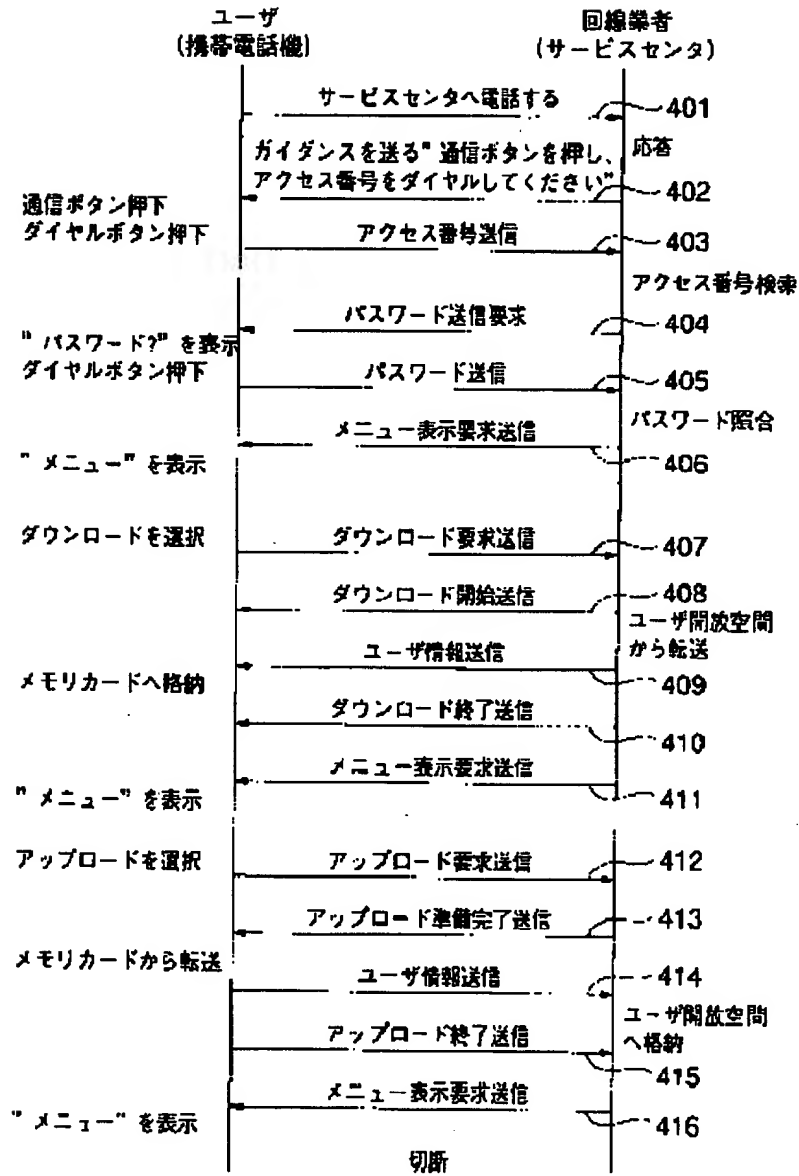 ユーザ
(携帯電話機)
回線業者
(サービスセンタ)
サービスセンタへ電話する
401
ガイダンスを送る"通信ボタンを押し、
アクセス番号をダイヤルしてください"
応答
402
通信ボタン押下
ダイヤルボタン押下
アクセス番号送信
403
アクセス番号検索
パスワード送信要求
404
"パスワード?"を表示
ダイヤルボタン押下
パスワード送信
405
パスワード照合
メニュー表示要求送信
406
"メニュー"を表示
ダウンロードを選択
ダウンロード要求送信
407
ダウンロード開始送信
408
ユーザ開放空間
から転送
ユーザ情報送信
409
メモリカードへ格納
ダウンロード終了送信
410
メニュー表示要求送信
411
"メニュー"を表示
アップロードを選択
アップロード要求送信
412
アップロード準備完了送信
413
メモリカードから転送
ユーザ情報送信
414
ユーザ開放空間
へ格納
アップロード終了送信
415
メニュー表示要求送信
416
"メニュー"を表示
切断